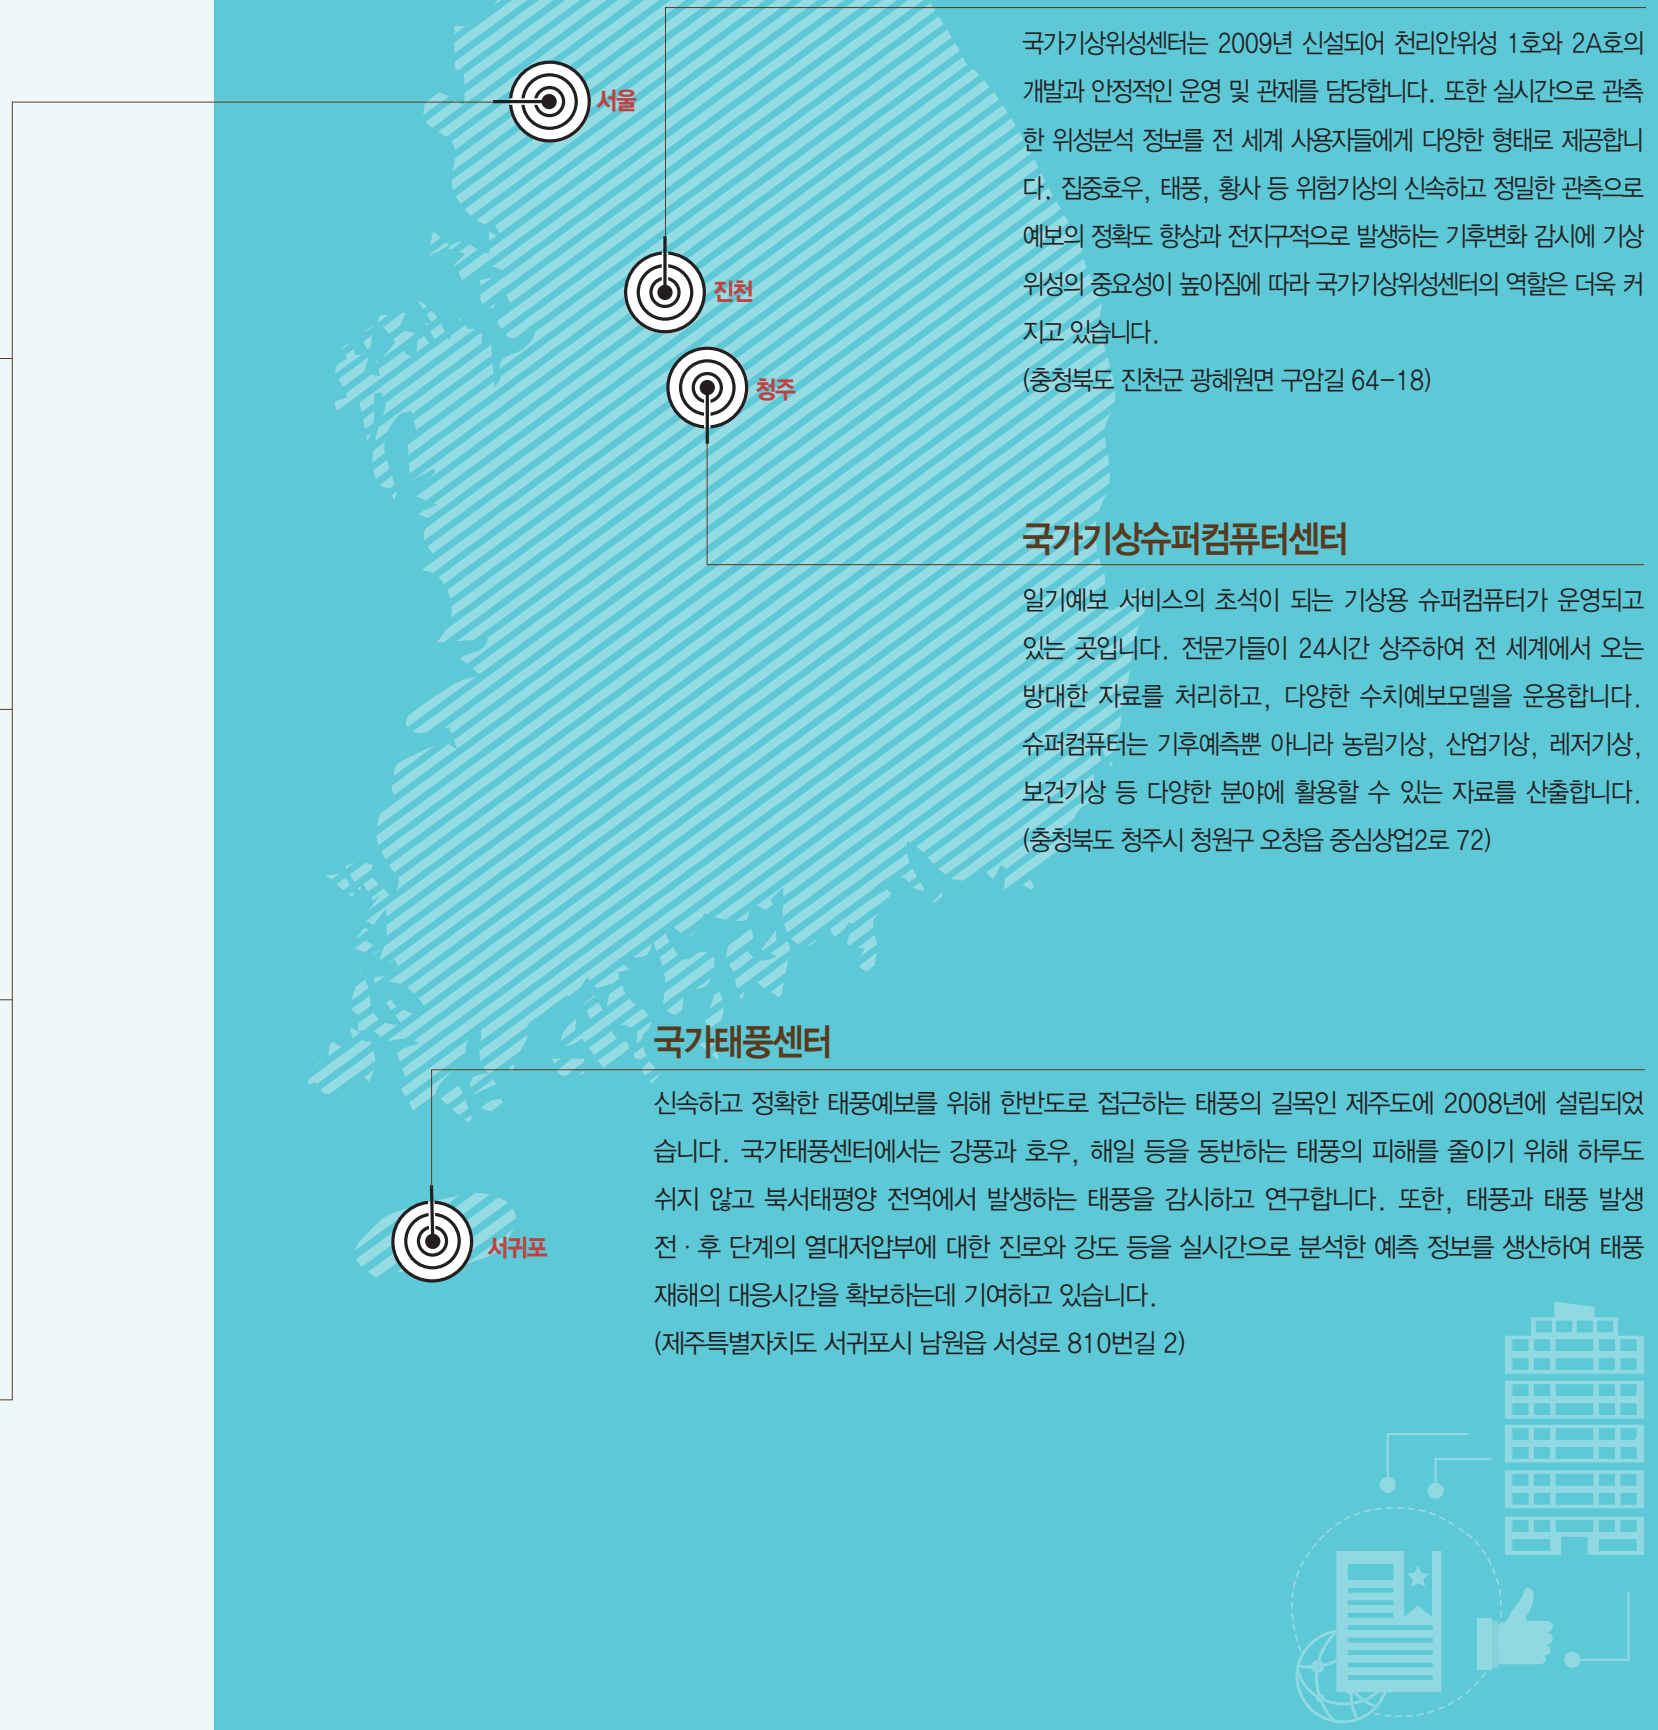 국가기상위성센터는 2009년 신설되어 천리안위성 1호와 2A호의
개발과 안정적인 운영 및 관제를 담당합니다. 또한 실시간으로 관측
한 위성분석 정보를 전 세계 사용자들에게 다양한 형태로 제공합니
다. 집중호우, 태풍, 황사 등 위험기상의 신속하고 정밀한 관측으로
예보의 정확도 향상과 전지구적으로 발생하는 기후변화 감시에 기상
위성의 중요성이 높아짐에 따라 국가기상위성센터의 역할은 더욱 커
지고 있습니다.
(충청북도 진천군 광혜원면 구암길 64-18)
서울
진천
청주
국가기상슈퍼컴퓨터센터
일기예보 서비스의 초석이 되는 기상용 슈퍼컴퓨터가 운영되고
있는 곳입니다. 전문가들이 24시간 상주하여 전 세계에서 오는
방대한 자료를 처리하고, 다양한 수치예보모델을 운용합니다.
슈퍼컴퓨터는 기후예측뿐 아니라 농림기상, 산업기상, 레저기상,
보건기상 등 다양한 분야에 활용할 수 있는 자료를 산출합니다.
(충청북도 청주시 청원구 오창읍 중심상업2로 72)
국가태풍센터
신속하고 정확한 태풍예보를 위해 한반도로 접근하는 태풍의 길목인 제주도에 2008년에 설립되었
습니다. 국가태풍센터에서는 강풍과 호우, 해일 등을 동반하는 태풍의 피해를 줄이기 위해 하루도
쉬지 않고 북서태평양 전역에서 발생하는 태풍을 감시하고 연구합니다. 또한, 태풍과 태풍 발생
전·후 단계의 열대저압부에 대한 진로와 강도 등을 실시간으로 분석한 예측 정보를 생산하여 태풍
재해의 대응시간을 확보하는데 기여하고 있습니다.
(제주특별자치도 서귀포시 남원읍 서성로 810번길 2)
서귀포